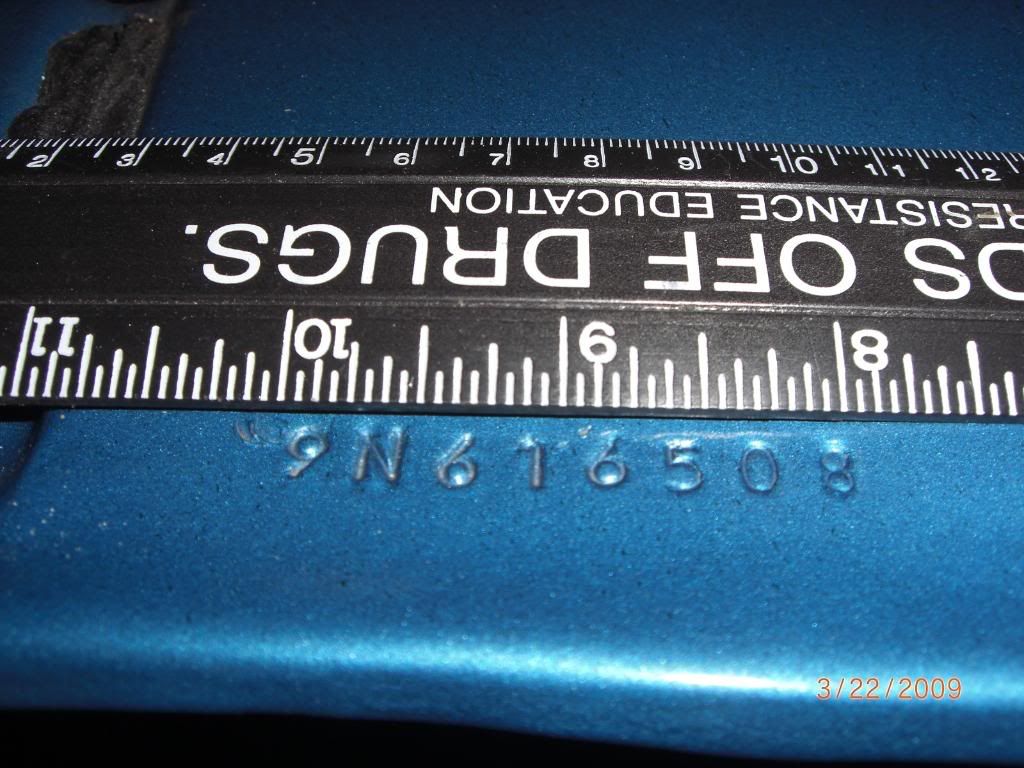 2 3 4 5 6 7 8 9 10 11 12
RESISTANCE EDUCATION
OFF DRUGS.
11 10 9 8
9N616508
3/22/2009